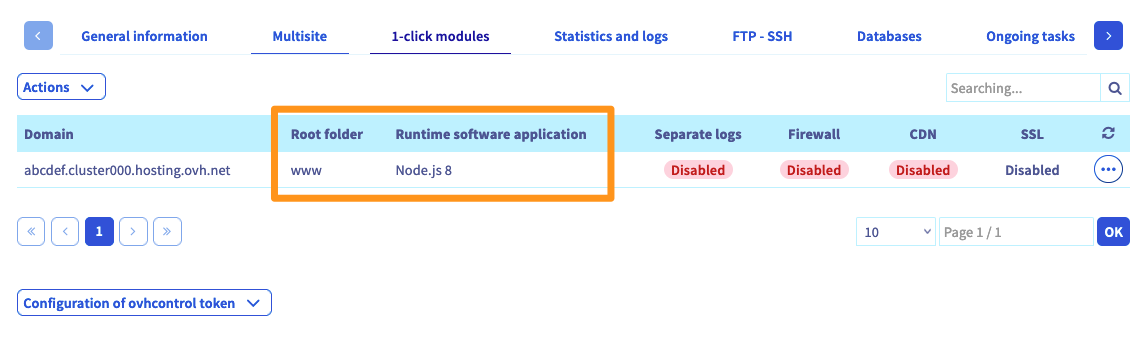 General information Multisite 1-click modules Statistics and logs FTP - SSH Databases Ongoing tasks
Actions Searching...
Domain Root folder Runtime software application Separate logs Firewall CDN SSL
abcdef.cluster000.hosting.ovh.net www Node.js 8 Disabled Disabled Disabled Disabled
1 10 Page 1 / 1 OK
Configuration of ovhcontrol token